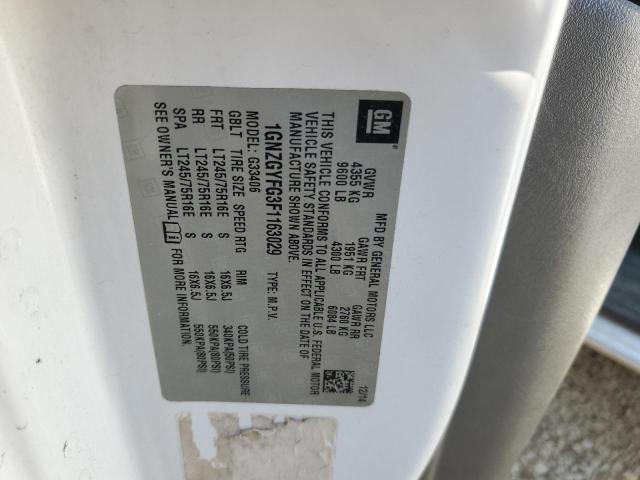 GM
MFD BY GENERAL MOTORS LLC 12/14
GVWR GAWR FRT GAWR RR
4355 KG 1951 KG 2760 KG
9600 LB 4300 LB 6084 LB
THIS VEHICLE CONFORMS TO ALL APPLICABLE U.S. FEDERAL MOTOR
VEHICLE SAFETY STANDARDS IN EFFECT ON THE DATE OF
MANUFACTURE SHOWN ABOVE.
1GNZGYFG3F1163029 TYPE: M.P.V.
MODEL: G33406
GBLT TIRE SIZE SPEED RTG RIM COLD TIRE PRESSURE
FRT LT245/75R16E S 16X6.5J 340KPA(50PSI)
RR LT245/75R16E S 16X6.5J 550KPA(80PSI)
SPA LT245/75R16E S 16X6.5J 550KPA(80PSI)
SEE OWNER'S MANUAL FOR MORE INFORMATION.